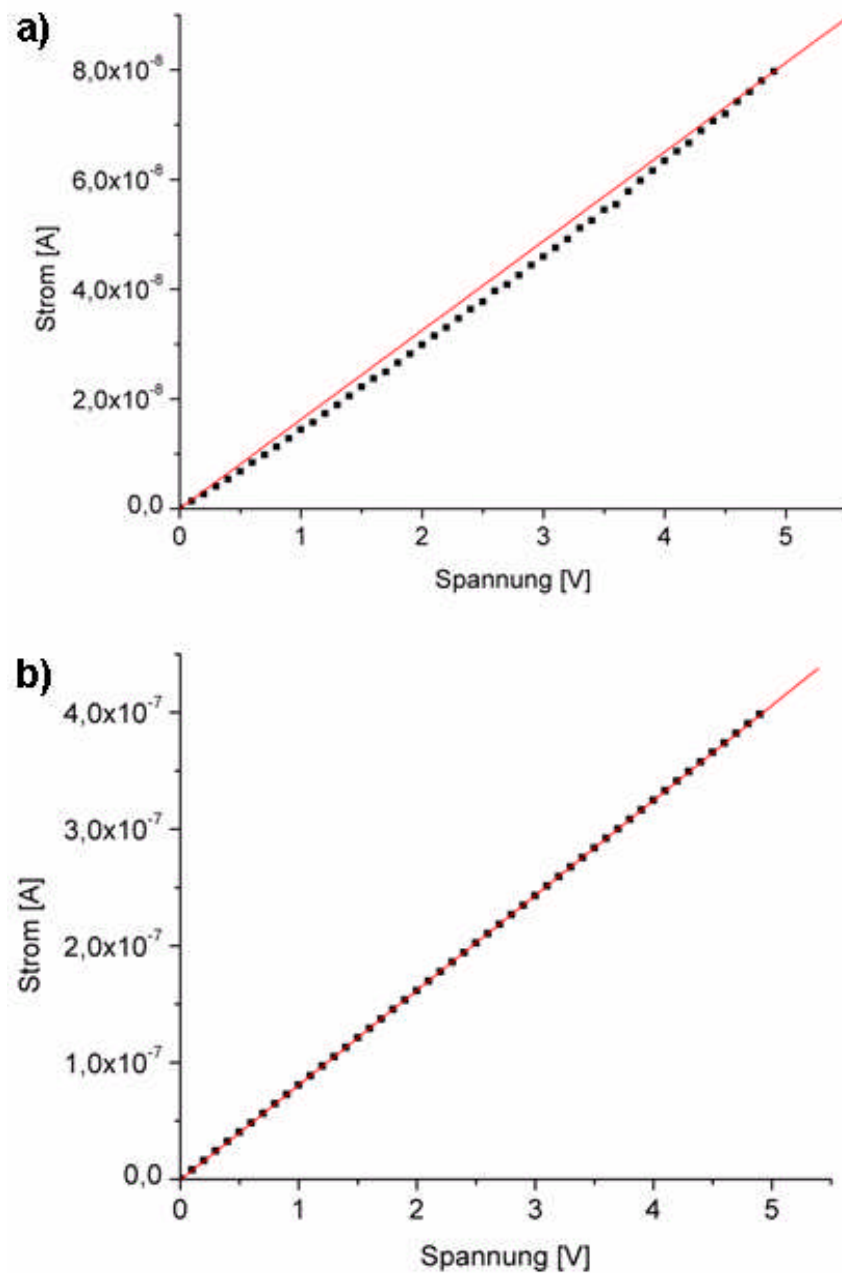 a)
8,0x10⁻⁸
6,0x10⁻⁸
4,0x10⁻⁸
2,0x10⁻⁸
0,0
Strom [A]
0 1 2 3 4 5
Spannung [V]
b)
4,0x10⁻⁷
3,0x10⁻⁷
2,0x10⁻⁷
1,0x10⁻⁷
0,0
Strom [A]
0 1 2 3 4 5
Spannung [V]